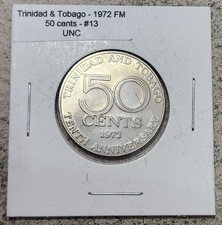 Trinidad & Tobago - 1972 FM
50 cents - #13
UNC
TRINIDAD AND TOBAGO
50
CENTS
1972
TENTH ANNIVERSARY